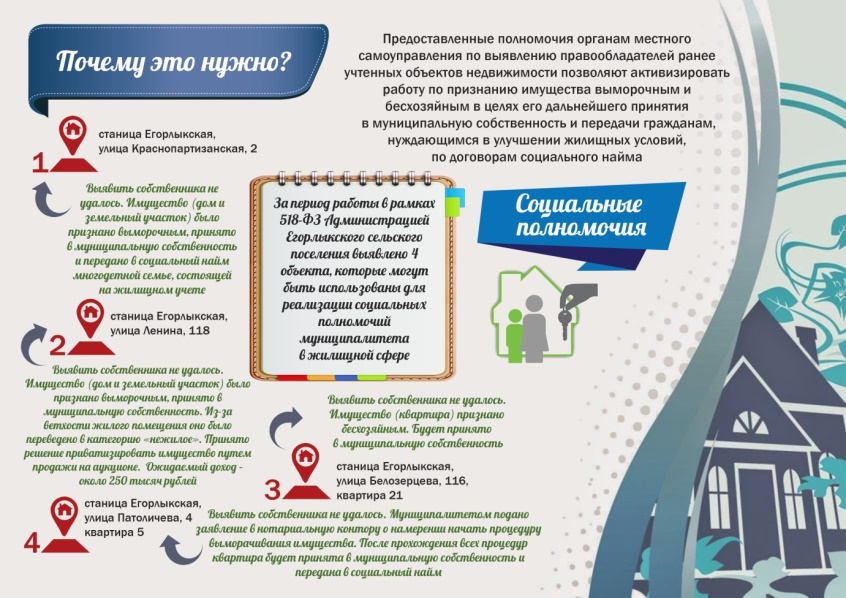 Почему это нужно?
Предоставленные полномочия органам местного
самоуправления по выявлению правообладателей ранее
учтенных объектов недвижимости позволяют активизировать
работу по признанию имущества выморочным и
бесхозяйным в целях его дальнейшего принятия
в муниципальную собственность и передачи гражданам,
нуждающимся в улучшении жилищных условий,
по договорам социального найма
1
станица Егорлыкская,
улица Краснопартизанская, 2
Выявить собственника не
удалось. Имущество (дом и
земельный участок) было
признано выморочным, принято
в муниципальную собственность
и передано в социальный найм
многодетной семье, состоящей
на жилищном учете
За период работы в рамках
518-ФЗ Администрацией
Егорлыкского сельского
поселения выявлено 4
объекта, которые могут
быть использованы для
реализации социальных
полномочий
муниципалитета
в жилищной сфере
Социальные
полномочия
2
станица Егорлыкская,
улица Ленина, 118
Выявить собственника не удалось.
Имущество (дом и земельный участок) было
признано выморочным, принято в
муниципальную собственность. Из-за
ветхости жилого помещения оно было
переведено в категорию «нежилое». Принято
решение приватизировать имущество путем
продажи на аукционе. Ожидаемый доход -
около 250 тысяч рублей
Выявить собственника не удалось.
Имущество (квартира) признано
бесхозяйным. Будет принято
в муниципальную собственность
3
станица Егорлыкская,
улица Белозерцева, 116,
квартира 21
4
станица Егорлыкская,
улица Патоличева, 4
квартира 5
Выявить собственника не удалось. Муниципалитетом подано
заявление в нотариальную контору о намерении начать процедуру
выморачивания имущества. После прохождения всех процедур
квартира будет принята в муниципальную собственность и
передана в социальный найм